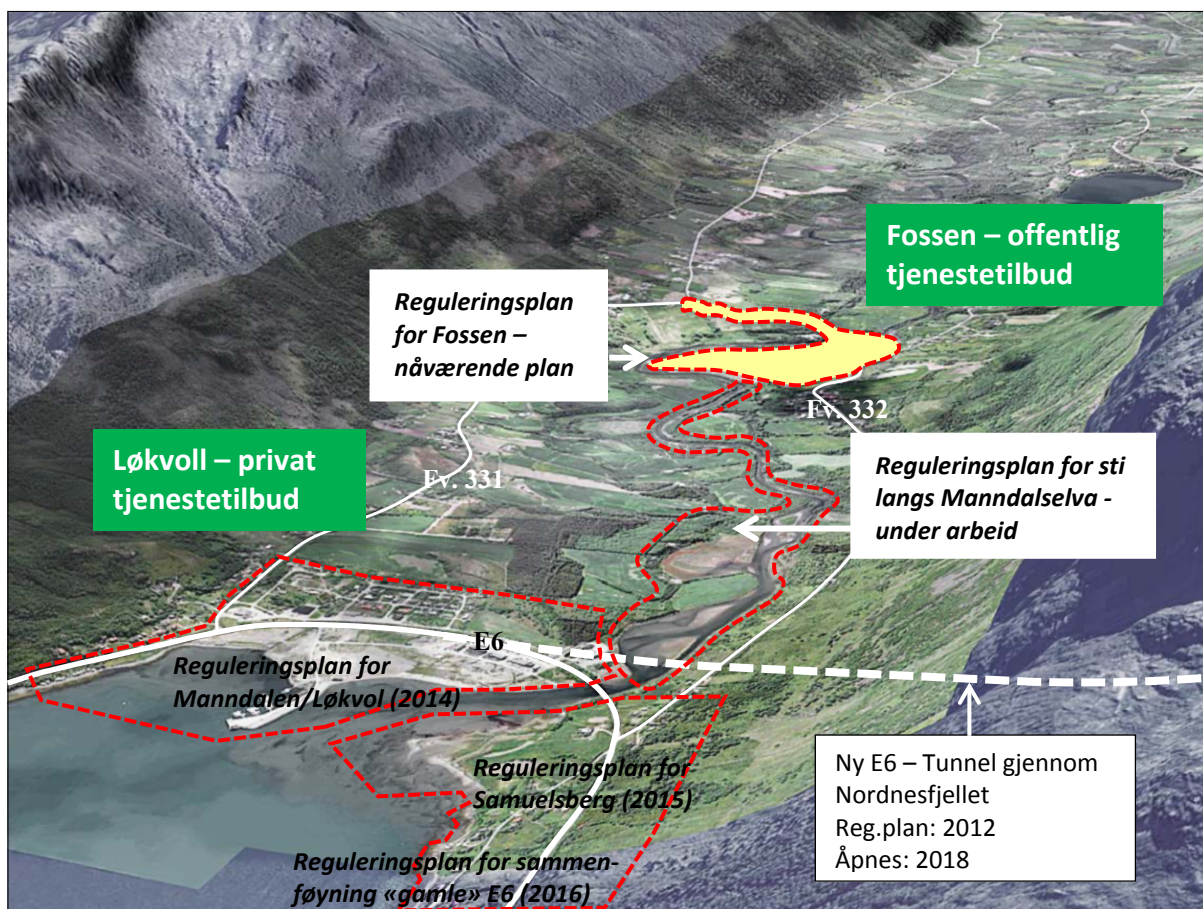 Fossen – offentlig
tjenestetilbud
Reguleringsplan
for Fossen –
nåværende plan
Fv. 332
Løkvoll – privat
tjenestetilbud
Fv. 331
Reguleringsplan for sti
langs Manndalselva -
under arbeid
E6
Reguleringsplan for
Manndalen/Løkvol (2014)
Reguleringsplan for
Samuelsberg (2015)
Ny E6 – Tunnel gjennom
Nordnesfjellet
Reg.plan: 2012
Åpnes: 2018
Reguleringsplan for sammen-
føyning «gamle» E6 (2016)